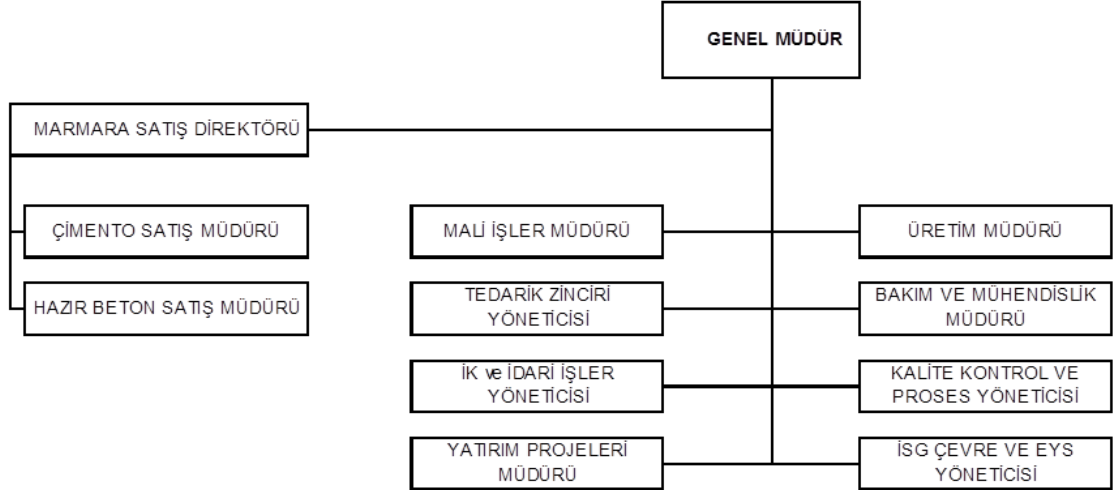 GENEL MÜDÜR
MARMARA SATIŞ DİREKTÖRÜ
ÇİMENTO SATIŞ MÜDÜRÜ
HAZIR BETON SATIŞ MÜDÜRÜ
MALİ İŞLER MÜDÜRÜ
TEDARİK ZİNCİRİ
YÖNETİCİSİ
İK ve İDARİ İŞLER
YÖNETİCİSİ
YATIRIM PROJELERİ
MÜDÜRÜ
ÜRETİM MÜDÜRÜ
BAKIM VE MÜHENDİSLİK
MÜDÜRÜ
KALİTE KONTROL VE
PROSES YÖNETİCİSİ
İSG ÇEVRE VE EYS
YÖNETİCİSİ